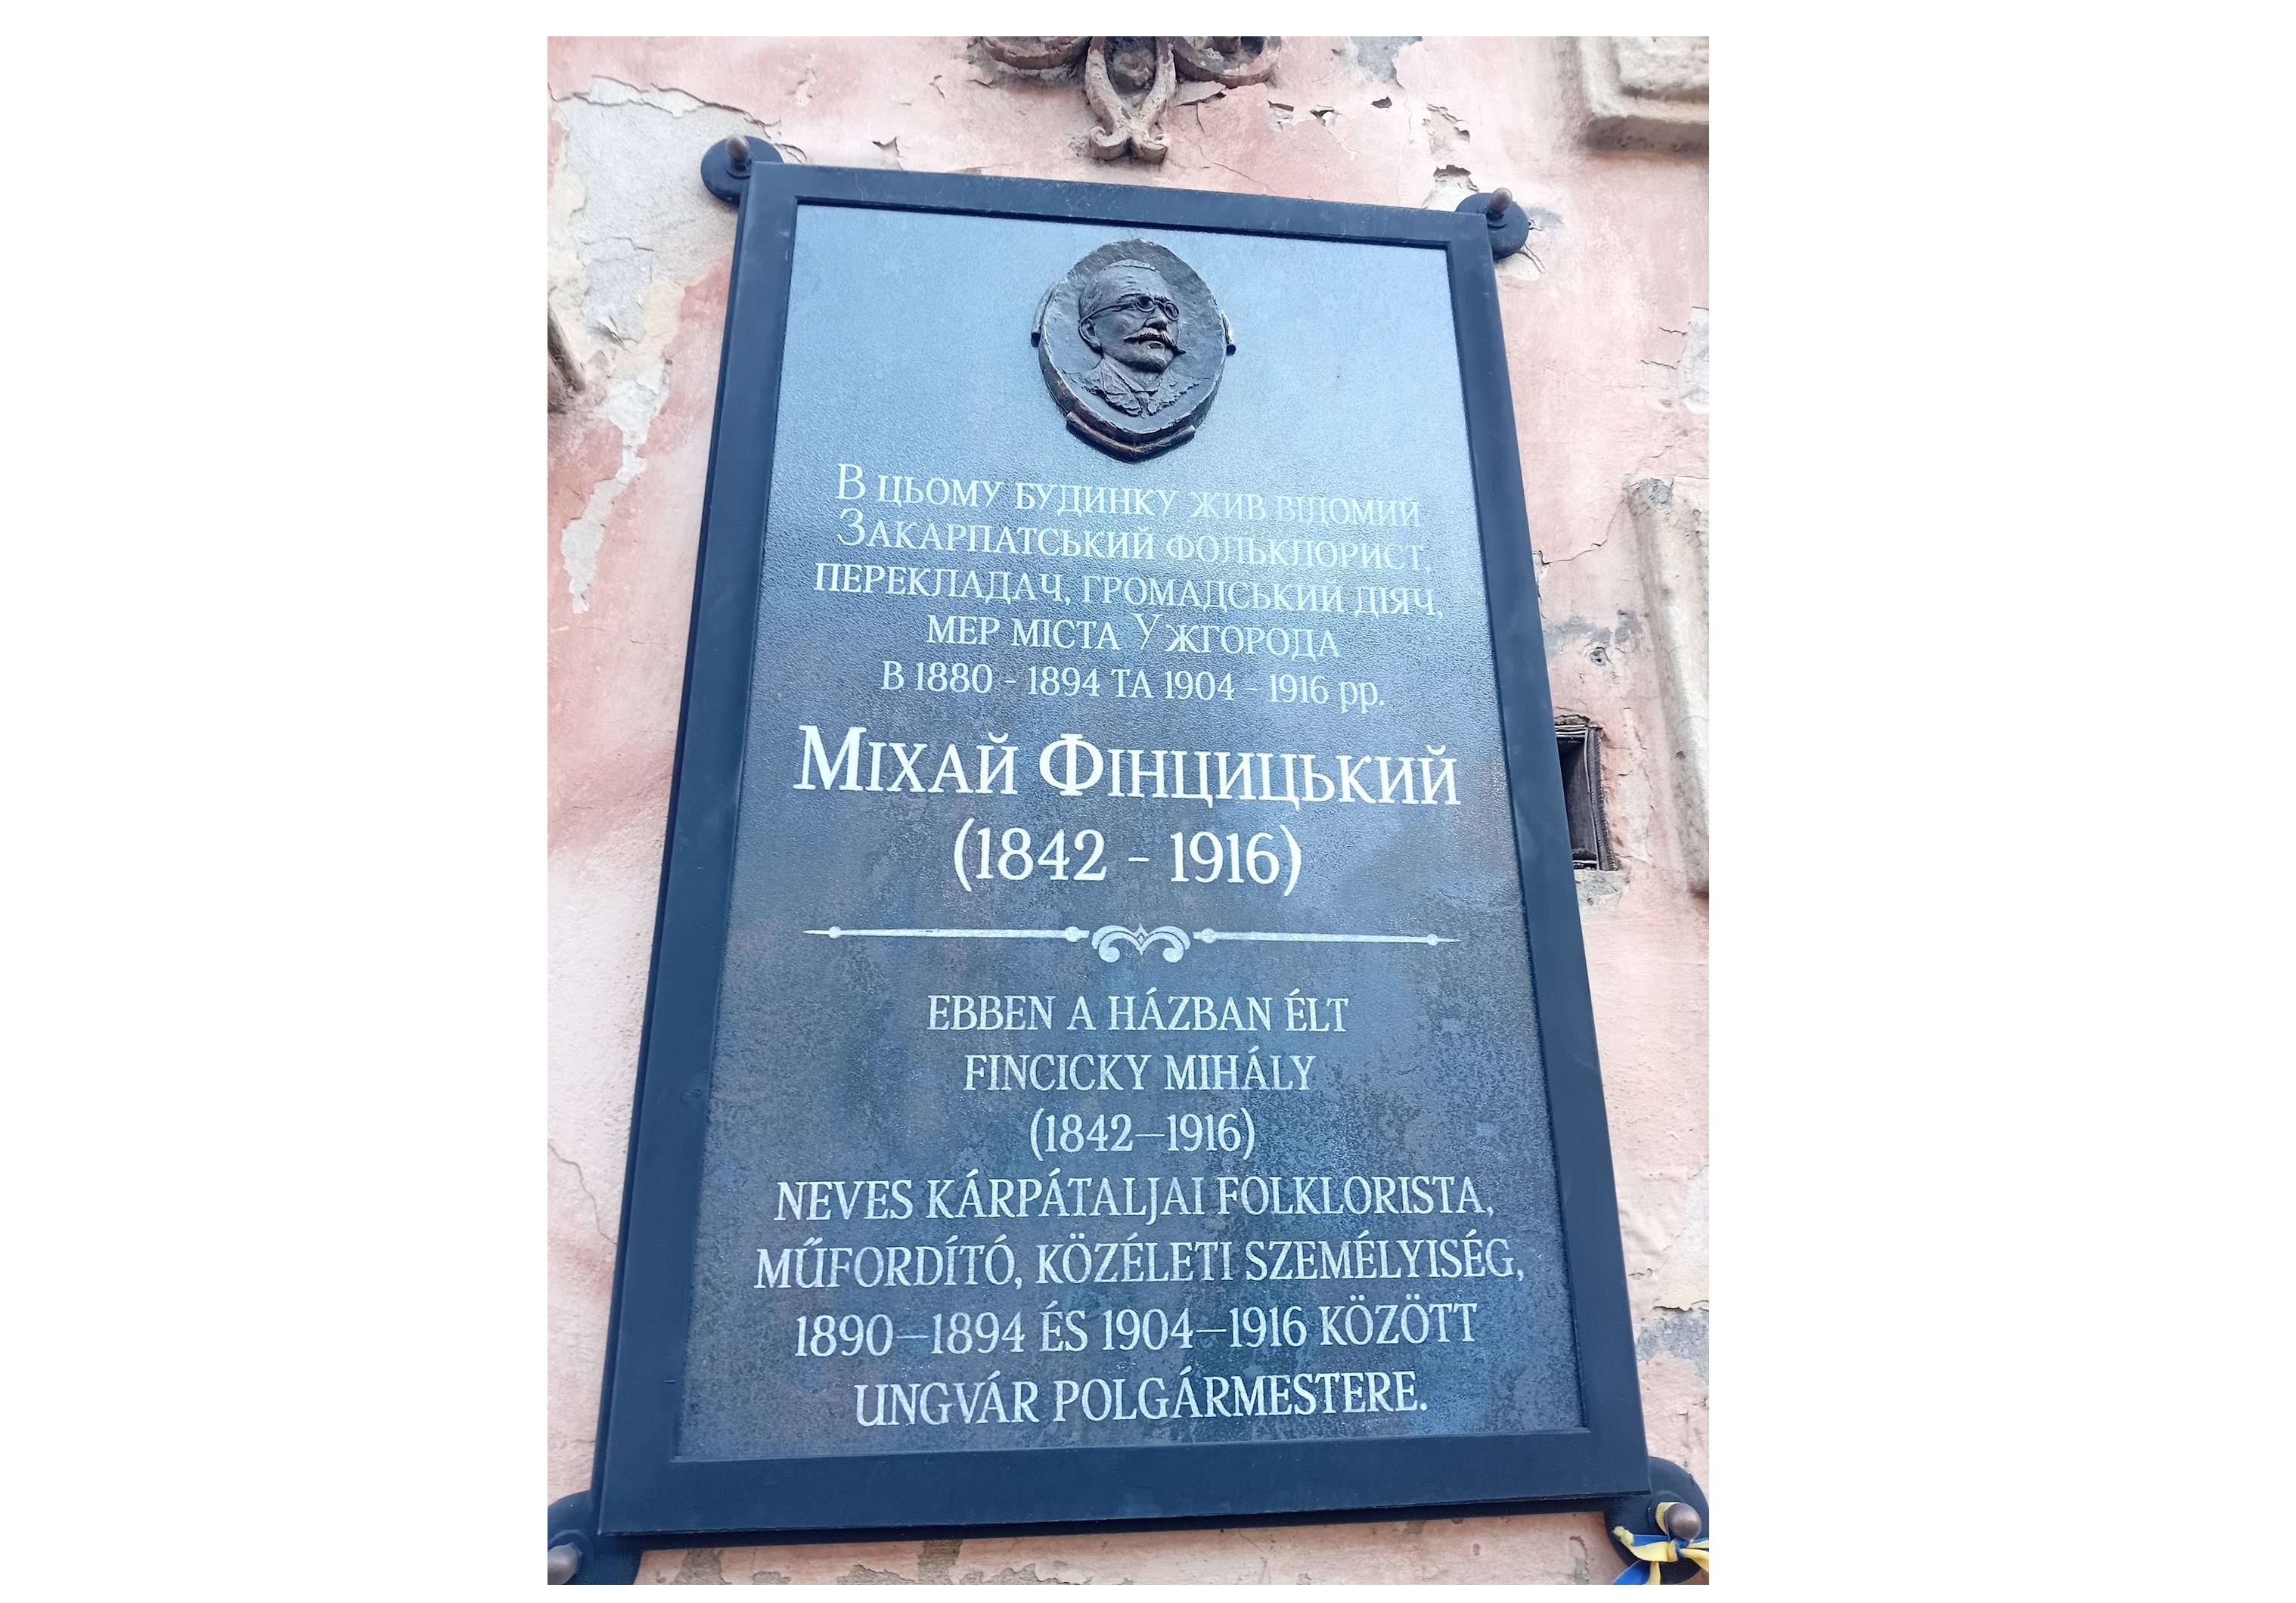 В цьому будинку жив відомий
Закарпатський фольклорист,
перекладач, громадський діяч,
мер міста Ужгорода
в 1880 - 1894 та 1904 - 1916 рр.
Міхай Фінцицький
(1842 - 1916)
EBBEN A HÁZBAN ÉLT
FINCICKY MIHÁLY
(1842–1916)
NEVES KÁRPÁTALJAI FOLKLORISTA,
MŰFORDÍTÓ, KÖZÉLETI SZEMÉLYISÉG,
1890–1894 ÉS 1904–1916 KÖZÖTT
UNGVÁR POLGÁRMESTERE.